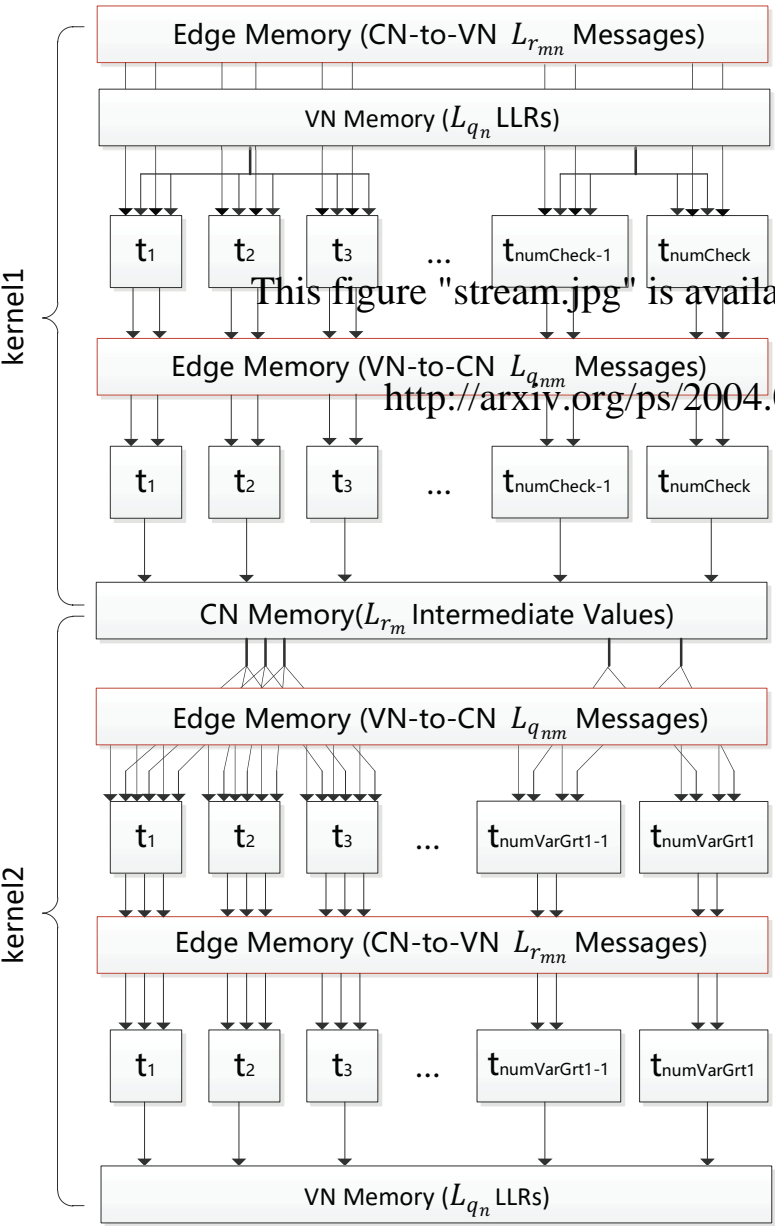 Edge Memory (CN-to-VN L_{r_{mn}} Messages)
VN Memory (L_{q_n} LLRs)
t1 t2 t3 ... tnumCheck-1 tnumCheck
kernel1
This figure "stream.jpg" is availa
Edge Memory (VN-to-CN L_{q_{nm}} Messages)
http://arxiv.org/ps/2004.
t1 t2 t3 ... tnumCheck-1 tnumCheck
CN Memory(L_{r_m} Intermediate Values)
Edge Memory (VN-to-CN L_{q_{nm}} Messages)
t1 t2 t3 ... tnumVarGrt1-1 tnumVarGrt1
kernel2
Edge Memory (CN-to-VN L_{r_{mn}} Messages)
t1 t2 t3 ... tnumVarGrt1-1 tnumVarGrt1
VN Memory (L_{q_n} LLRs)